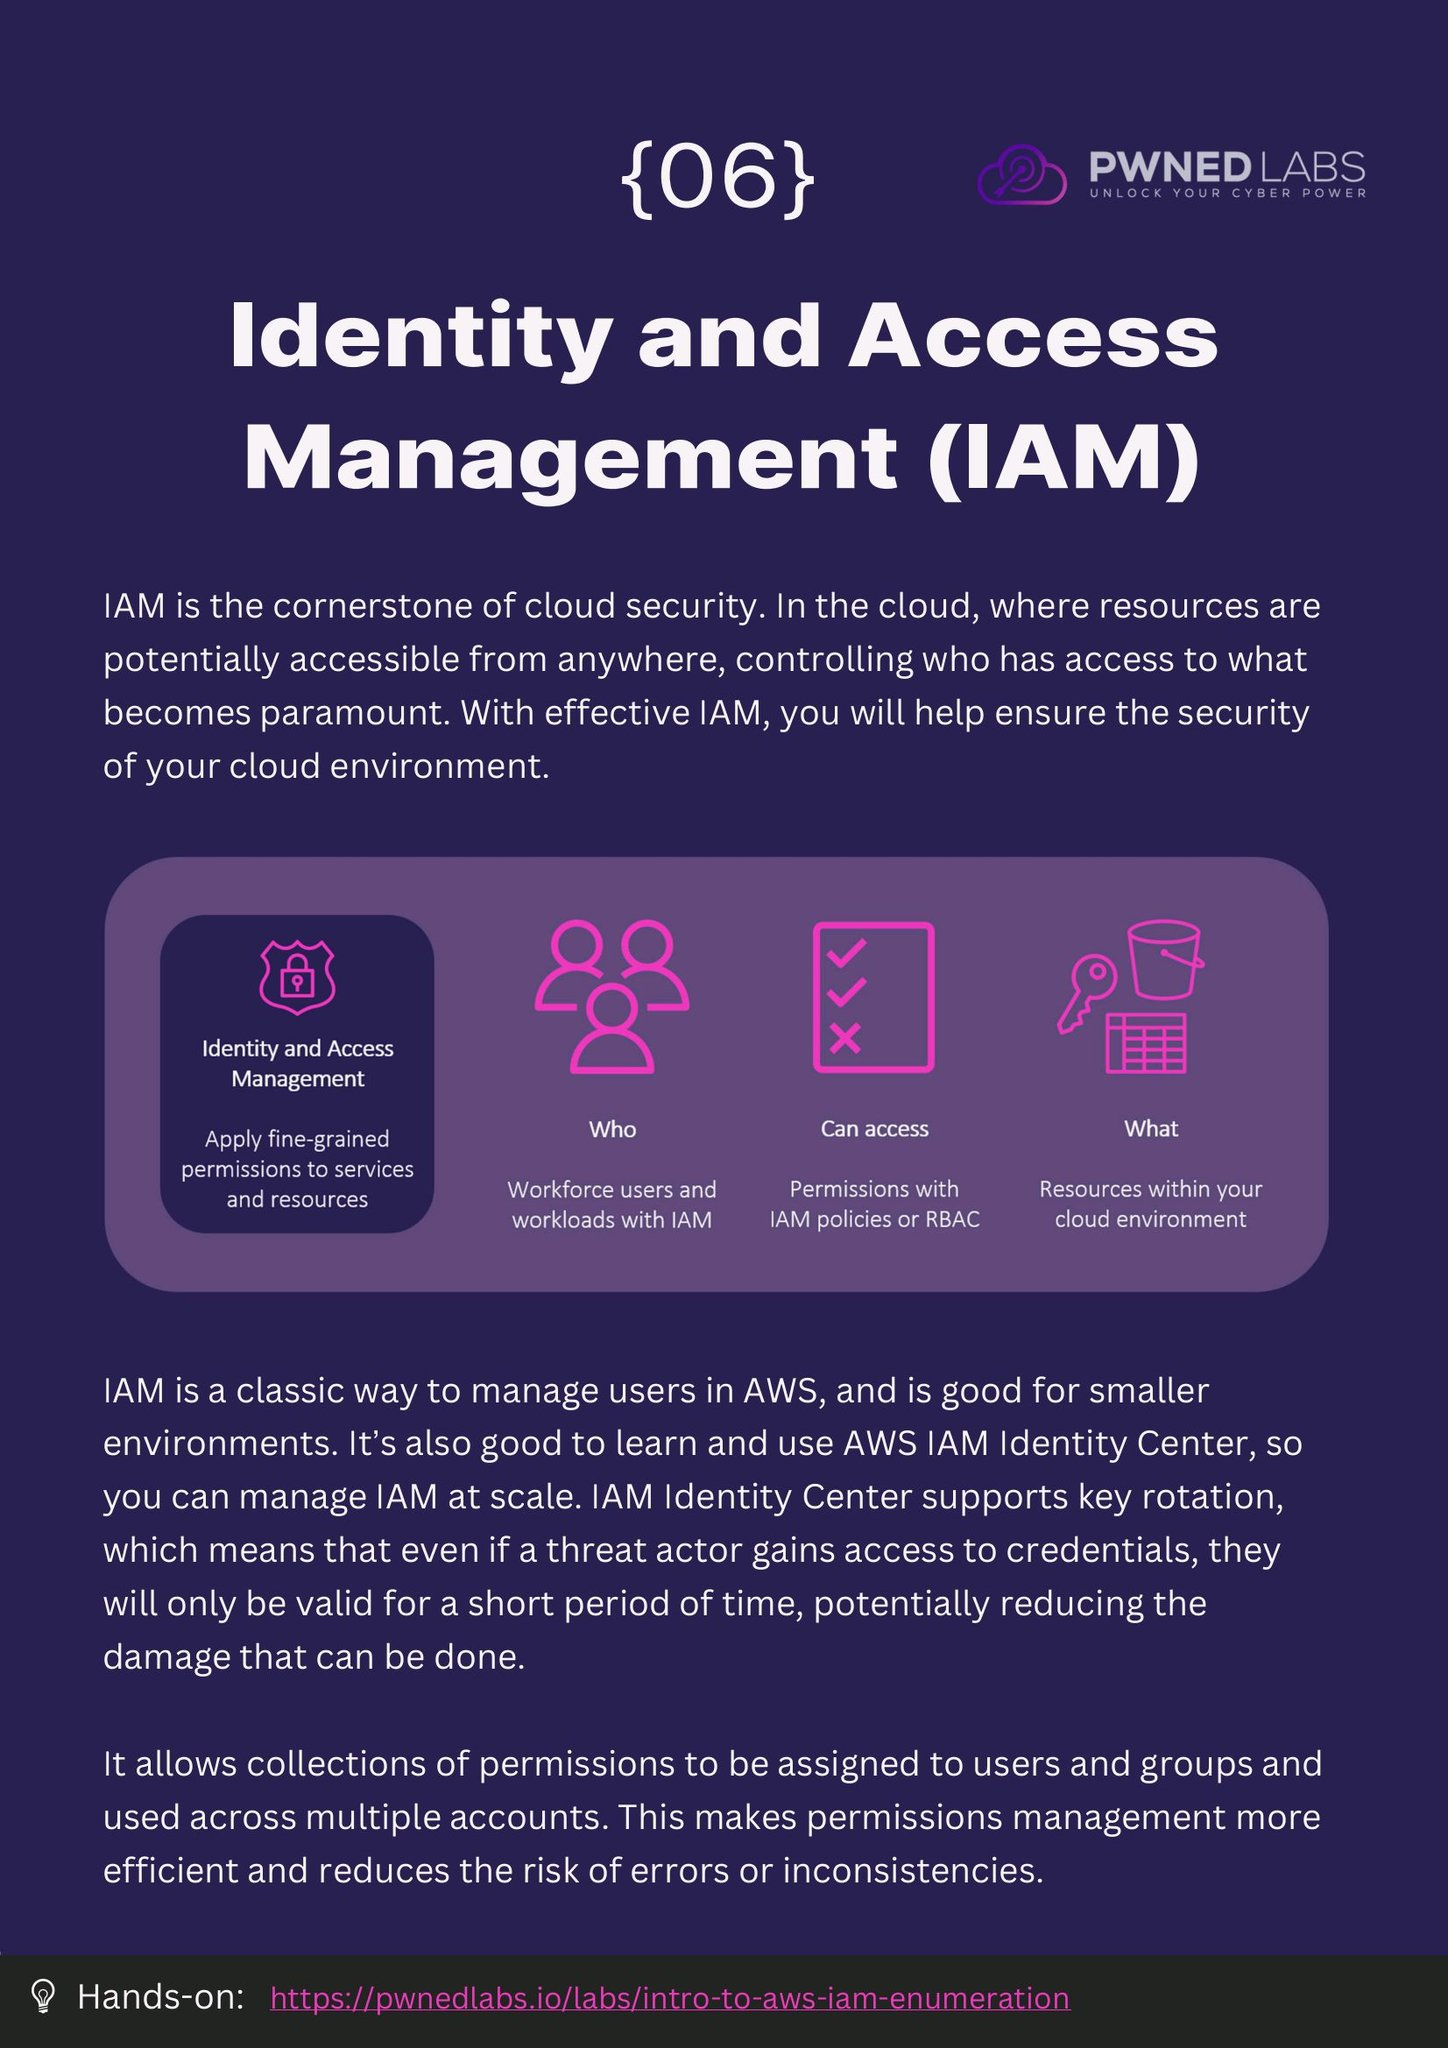 {06}
PWNED LABS
UNLOCK YOUR CYBER POWER
Identity and Access
Management (IAM)
IAM is the cornerstone of cloud security. In the cloud, where resources are
potentially accessible from anywhere, controlling who has access to what
becomes paramount. With effective IAM, you will help ensure the security
of your cloud environment.
Identity and Access
Management
Apply fine-grained
permissions to services
and resources
Who
Workforce users and
workloads with IAM
Can access
Permissions with
IAM policies or RBAC
What
Resources within your
cloud environment
IAM is a classic way to manage users in AWS, and is good for smaller
environments. It’s also good to learn and use AWS IAM Identity Center, so
you can manage IAM at scale. IAM Identity Center supports key rotation,
which means that even if a threat actor gains access to credentials, they
will only be valid for a short period of time, potentially reducing the
damage that can be done.
It allows collections of permissions to be assigned to users and groups and
used across multiple accounts. This makes permissions management more
efficient and reduces the risk of errors or inconsistencies.
Hands-on: https://pwnedlabs.io/labs/intro-to-aws-iam-enumeration